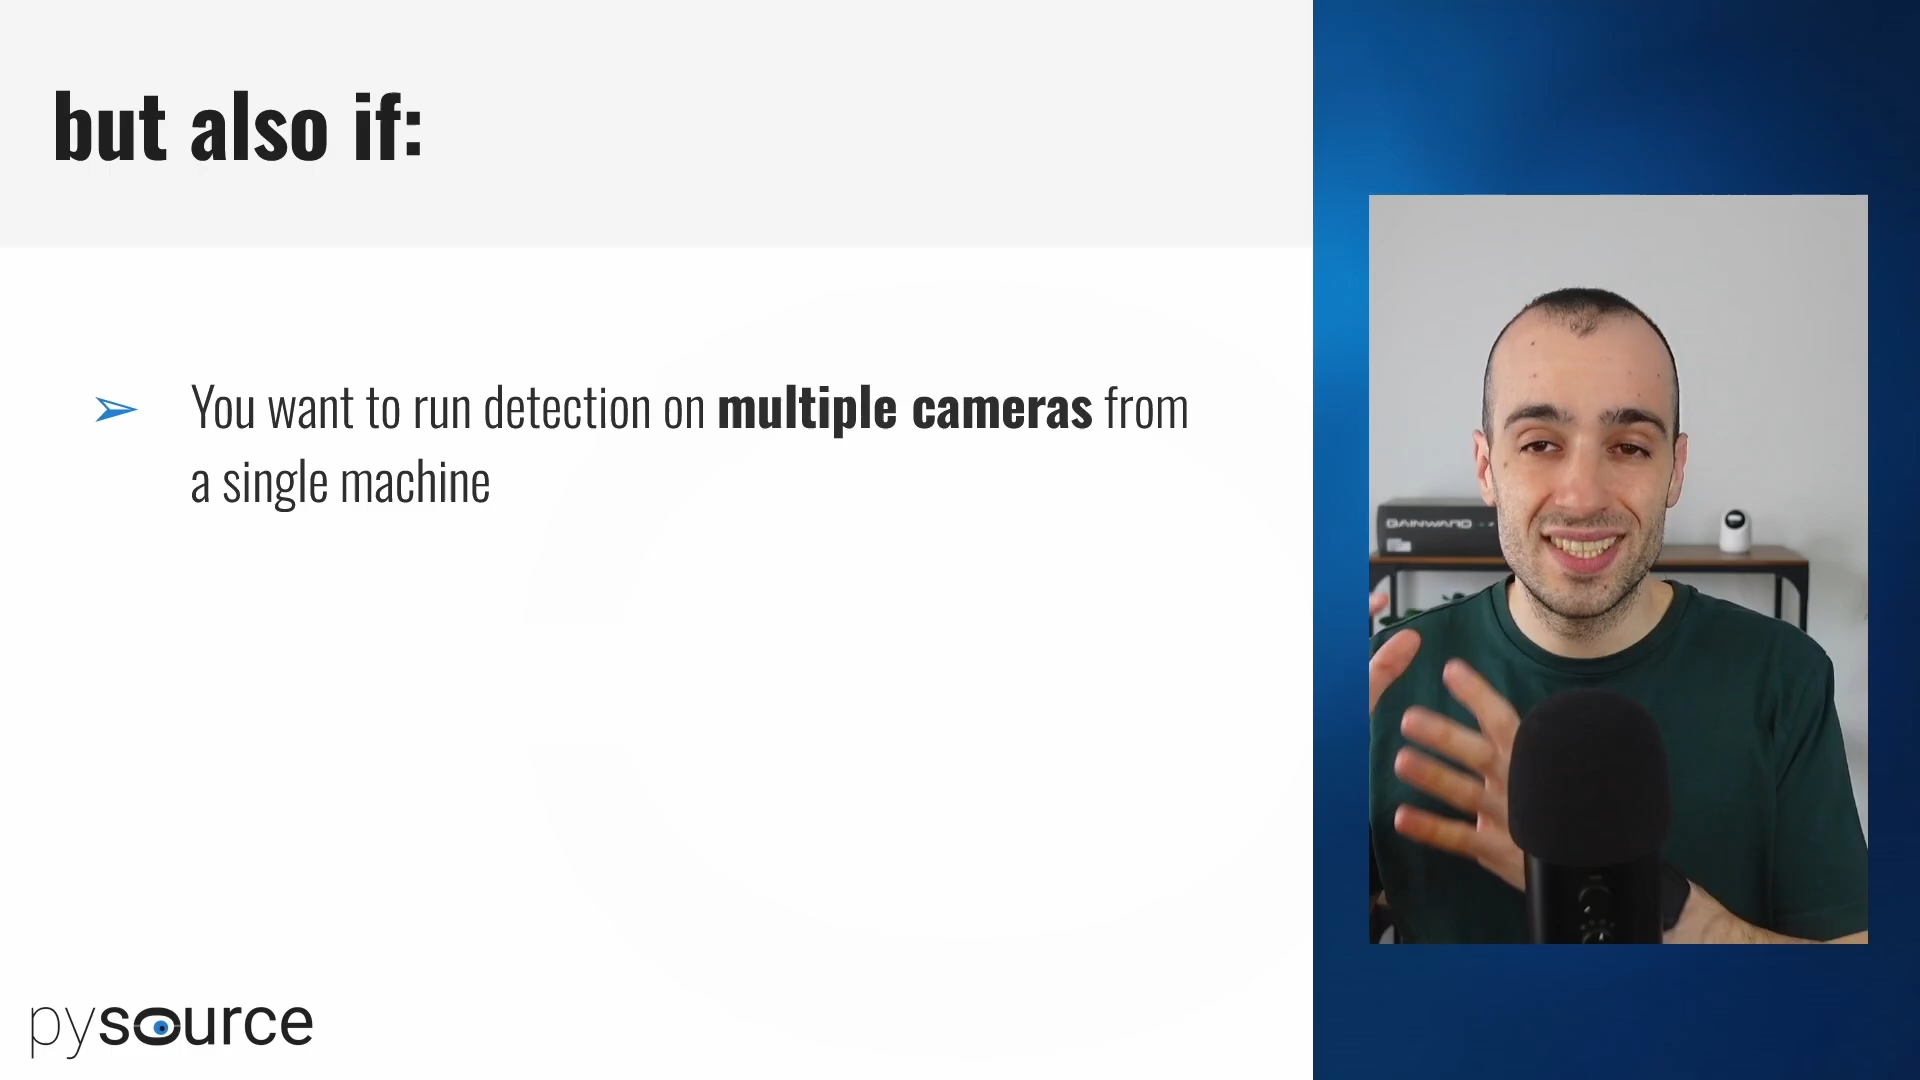 but also if:
➢ You want to run detection on multiple cameras from
a single machine
GAINWARD
pysource